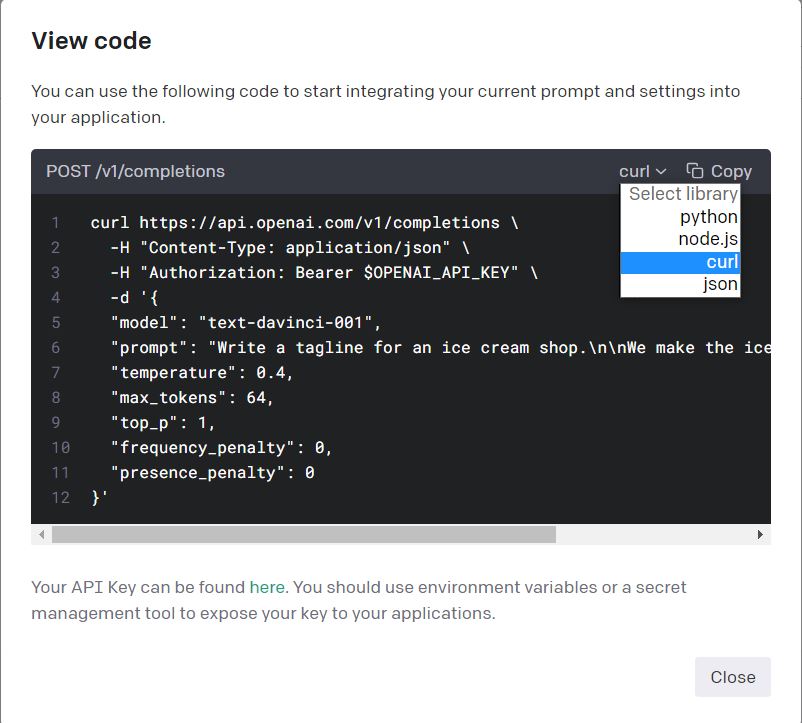 View code
You can use the following code to start integrating your current prompt and settings into
your application.
POST /v1/completions
curl
Copy
Select library
python
node.js
curl
json
1 curl https://api.openai.com/v1/completions \
2 -H "Content-Type: application/json" \
3 -H "Authorization: Bearer $OPENAI_API_KEY" \
4 -d '{
5 "model": "text-davinci-001",
6 "prompt": "Write a tagline for an ice cream shop.\n\nWe make the ice
7 "temperature": 0.4,
8 "max_tokens": 64,
9 "top_p": 1,
10 "frequency_penalty": 0,
11 "presence_penalty": 0
12 }'
Your API Key can be found here. You should use environment variables or a secret
management tool to expose your key to your applications.
Close